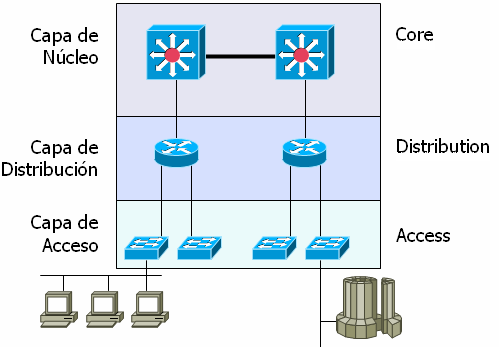 Capa de
Núcleo
Core
Capa de
Distribución
Distribution
Capa de
Acceso
Access